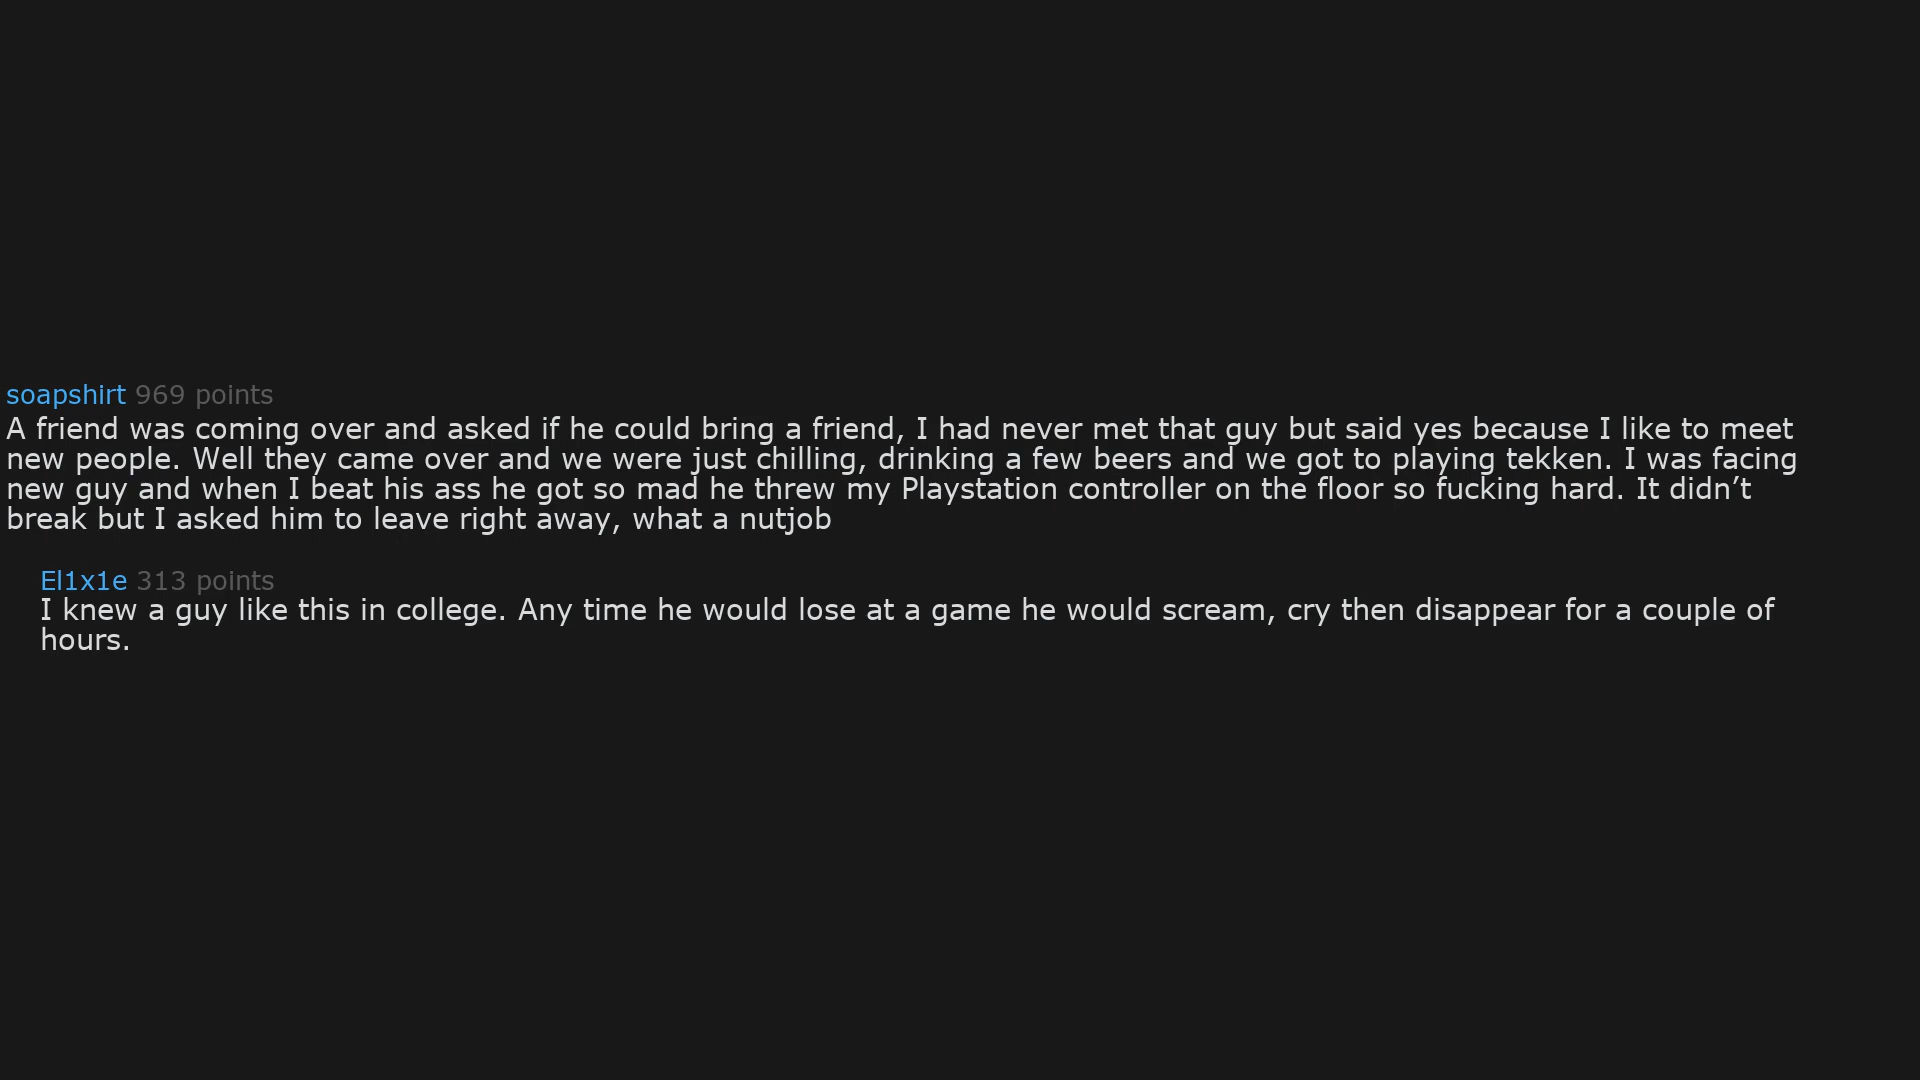 soapshirt 969 points
A friend was coming over and asked if he could bring a friend, I had never met that guy but said yes because I like to meet
new people. Well they came over and we were just chilling, drinking a few beers and we got to playing tekken. I was facing
new guy and when I beat his ass he got so mad he threw my Playstation controller on the floor so fucking hard. It didn’t
break but I asked him to leave right away, what a nutjob
El1x1e 313 points
I knew a guy like this in college. Any time he would lose at a game he would scream, cry then disappear for a couple of
hours.